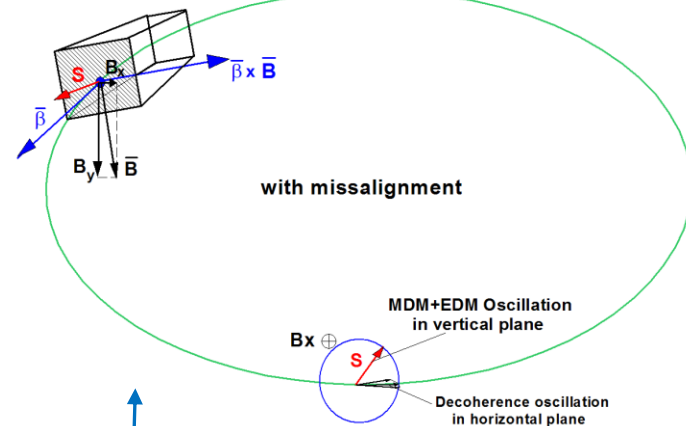 S
Bx
β̅ x B̅
β̅
By
B̅
with missalignment
MDM+EDM Oscillation
in vertical plane
Bx
S
Decoherence oscillation
in horizontal plane